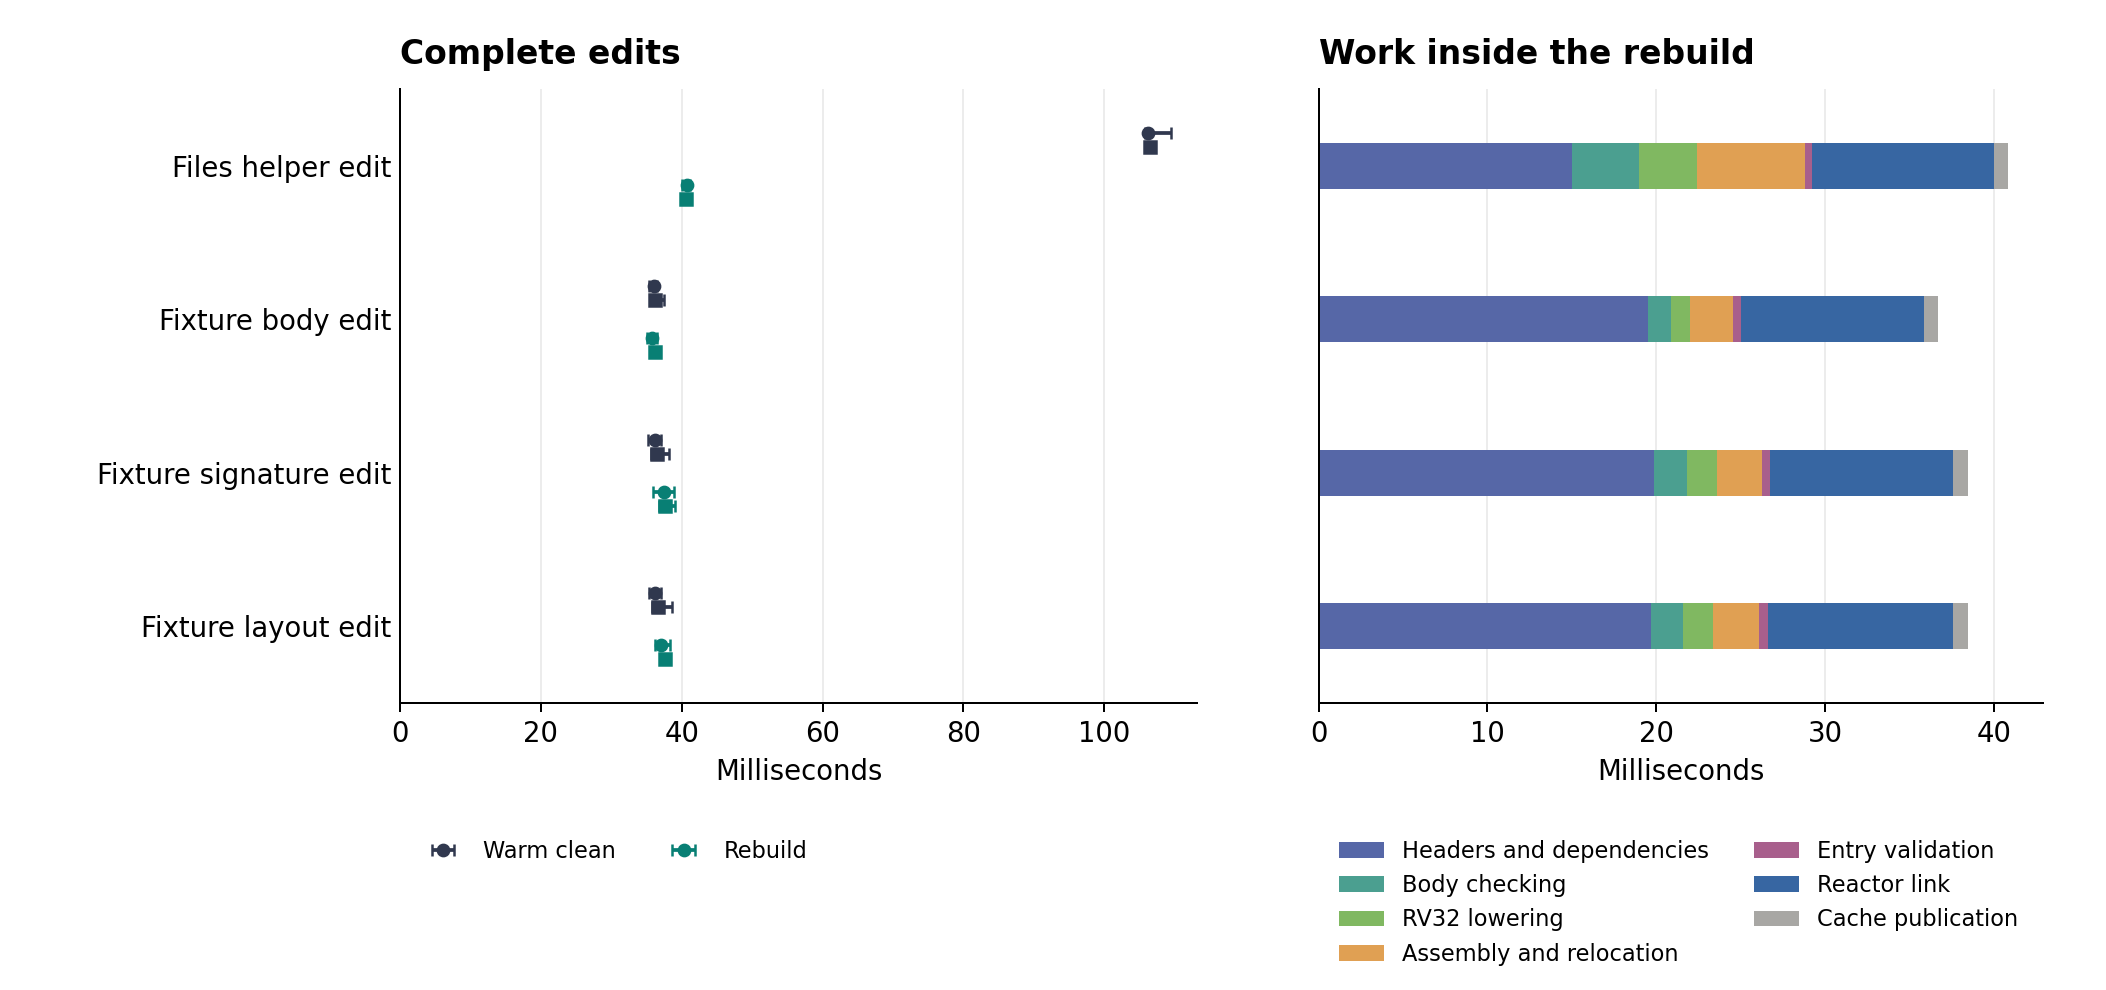 Complete edits
Files helper edit
Fixture body edit
Fixture signature edit
Fixture layout edit
0 20 40 60 80 100
Milliseconds
Warm clean
Rebuild
Work inside the rebuild
0 10 20 30 40
Milliseconds
Headers and dependencies
Body checking
RV32 lowering
Assembly and relocation
Entry validation
Reactor link
Cache publication